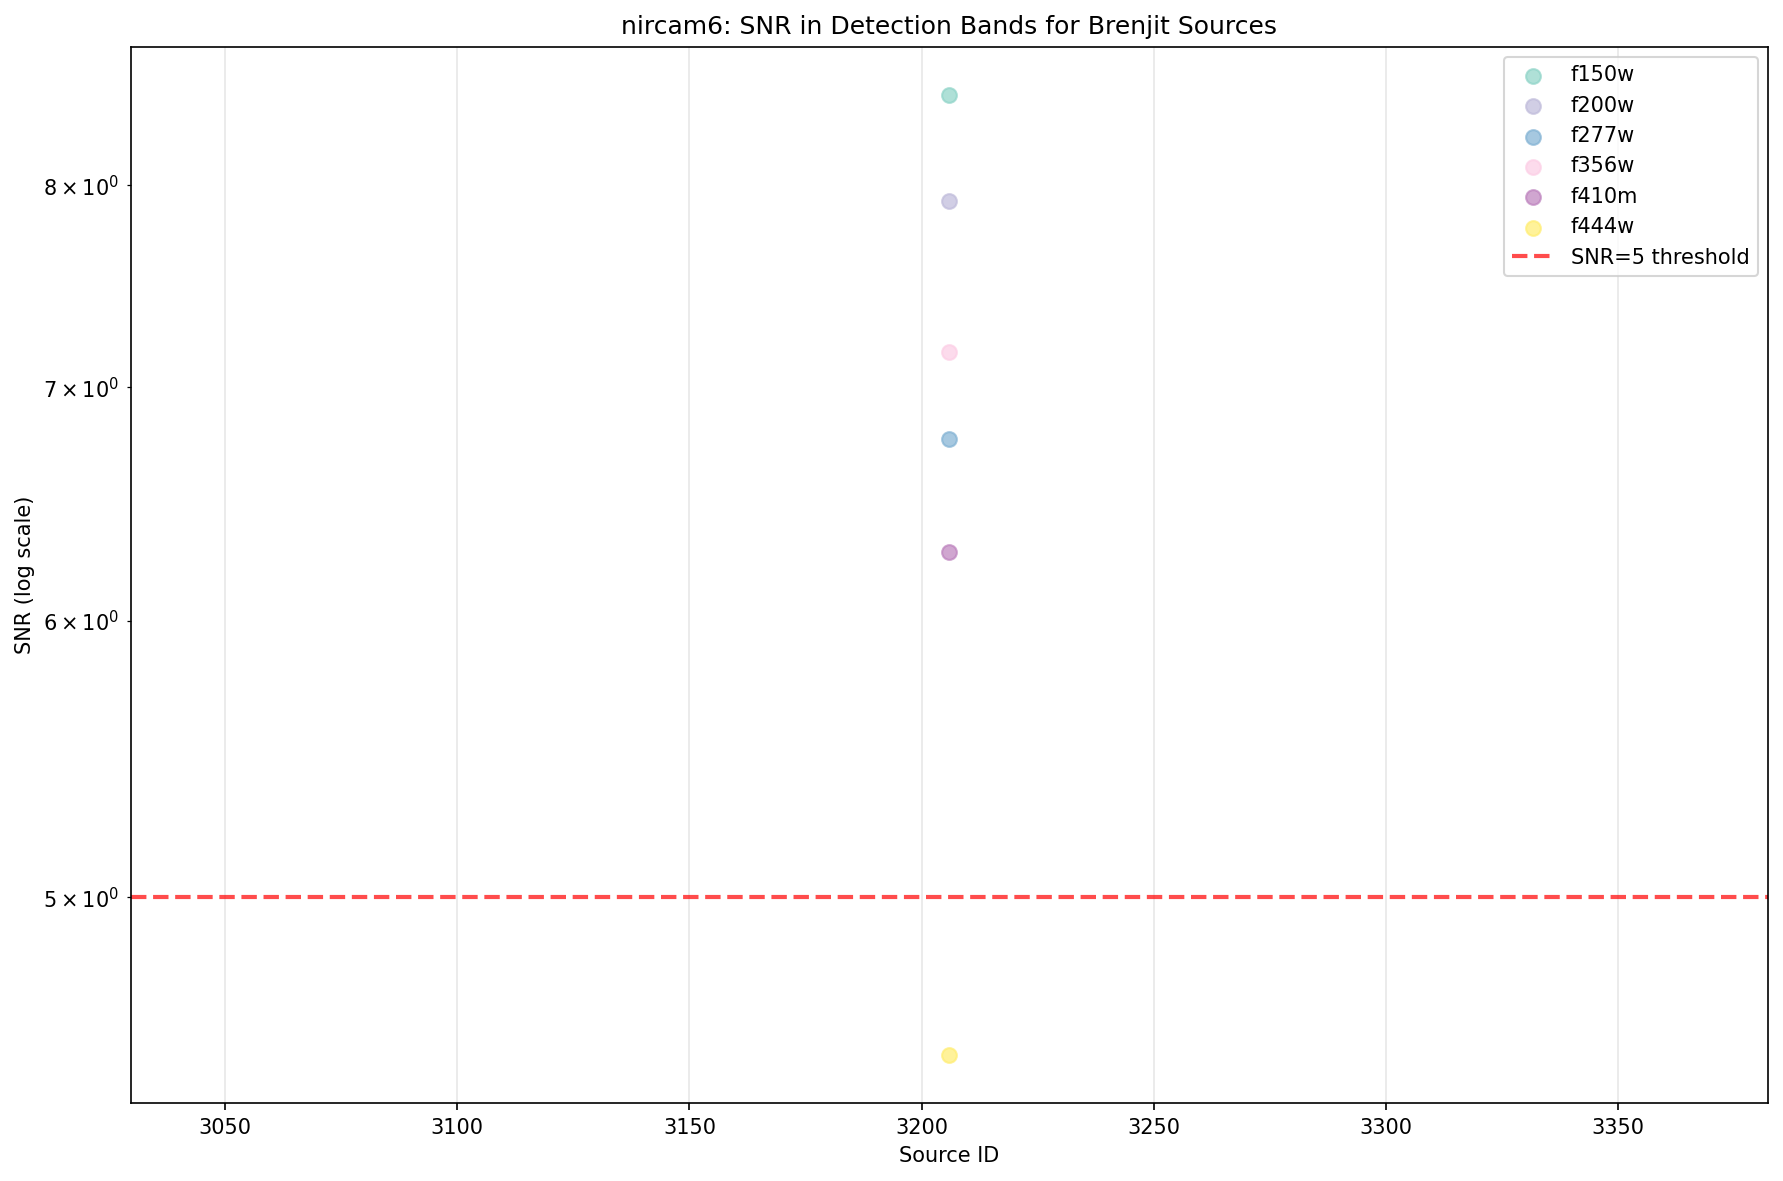 nircam6: SNR in Detection Bands for Brenjit Sources
f150w
f200w
f277w
f356w
f410m
f444w
SNR=5 threshold
SNR (log scale)
8 × 10⁰
7 × 10⁰
6 × 10⁰
5 × 10⁰
3050 3100 3150 3200 3250 3300 3350
Source ID